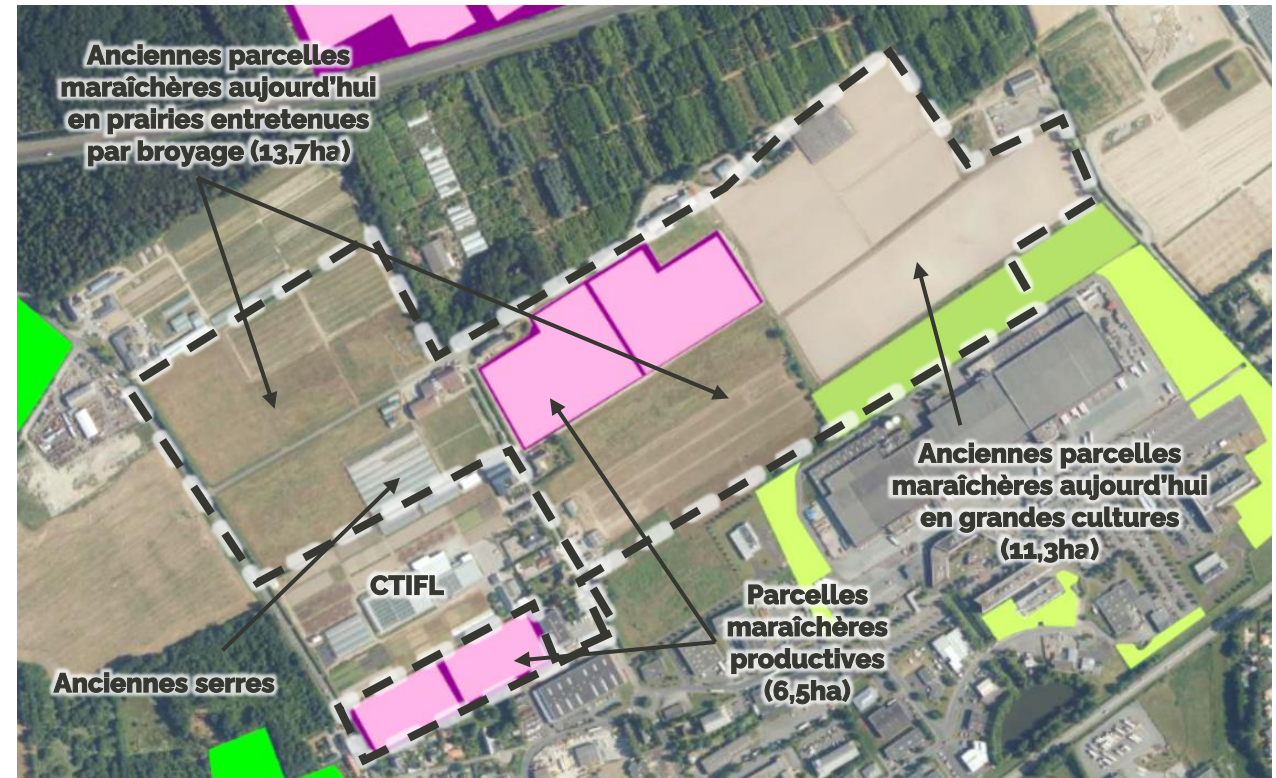 Anciennes parcelles
maraîchères aujourd'hui
en prairies entretenues
par broyage (13,7ha)
Anciennes parcelles
maraîchères aujourd'hui
en grandes cultures
(11,3ha)
CTIFL
Parcelles
maraîchères
productives
(6,5ha)
Anciennes serres